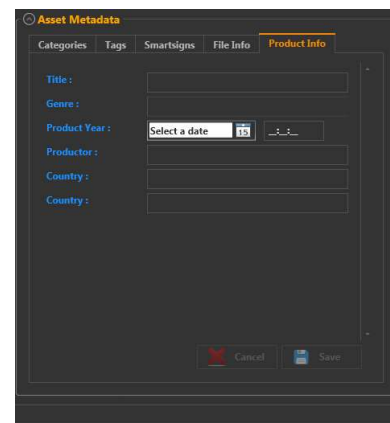 Asset Metadata
Categories Tags Smartsigns File Info Product Info
Title :
Genre :
Product Year : Select a date 15 _:_:_
Productor :
Country :
Country :
Cancel Save